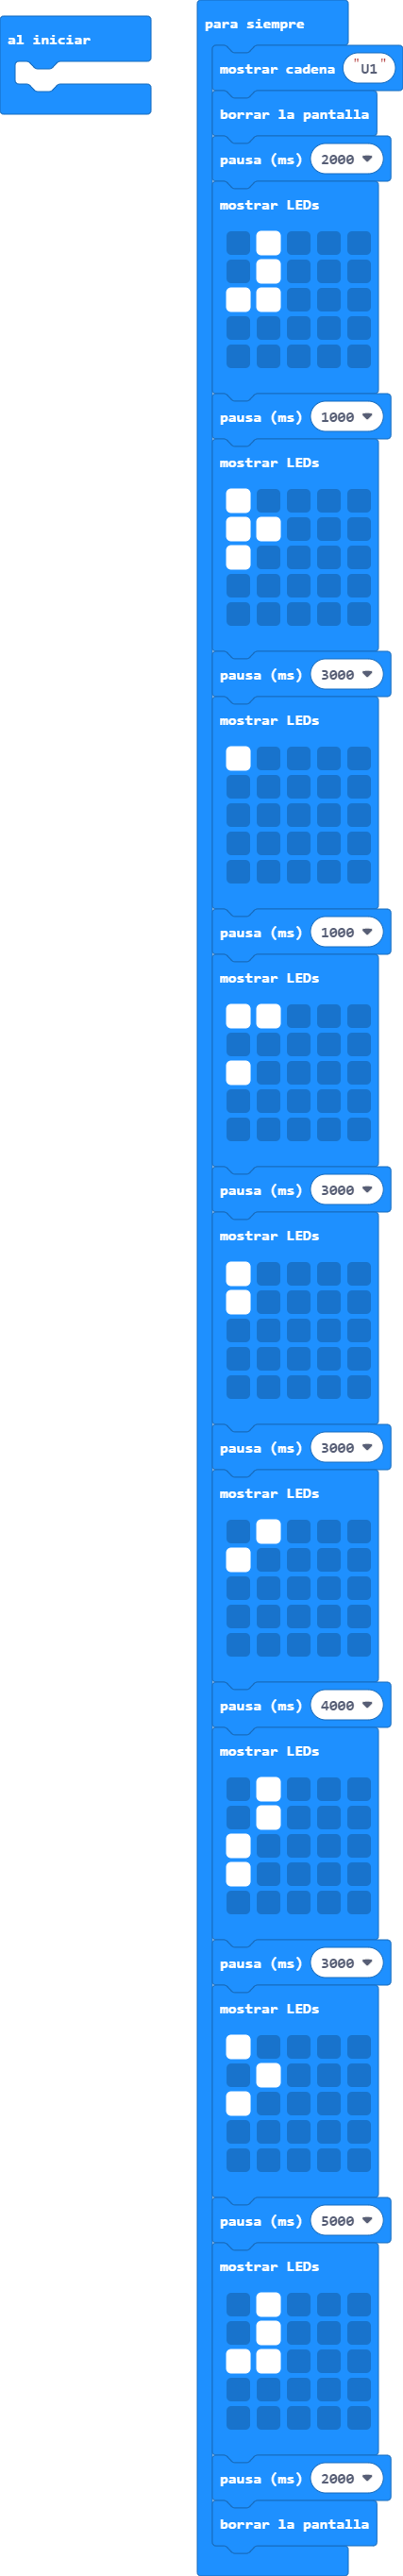 al iniciar
para siempre
mostrar cadena "U1"
borrar la pantalla
pausa (ms) 2000
mostrar LEDs
pausa (ms) 1000
mostrar LEDs
pausa (ms) 3000
mostrar LEDs
pausa (ms) 1000
mostrar LEDs
pausa (ms) 3000
mostrar LEDs
pausa (ms) 3000
mostrar LEDs
pausa (ms) 4000
mostrar LEDs
pausa (ms) 3000
mostrar LEDs
pausa (ms) 5000
mostrar LEDs
pausa (ms) 2000
borrar la pantalla